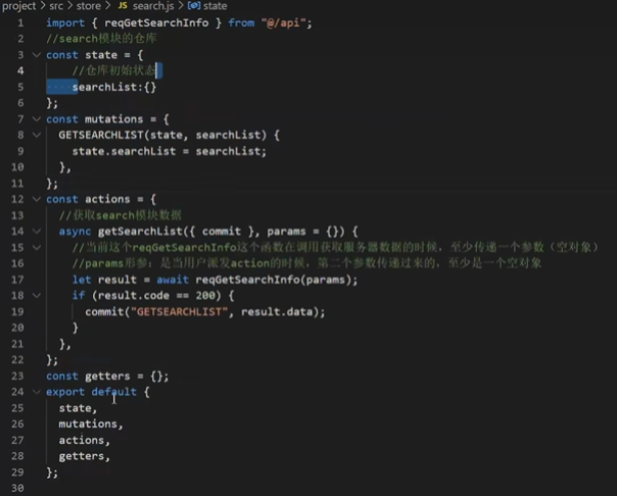 project > src > store > JS search.js > [∅] state
1 import { reqGetSearchInfo } from "@/api";
2 //search模块的仓库
3 const state = {
4 //仓库初始状态
5 searchList:{}
6 };
7 const mutations = {
8 GETSEARCHLIST(state, searchList) {
9 state.searchList = searchList;
10 },
11 };
12 const actions = {
13 //获取search模块数据
14 async getSearchList({ commit }, params = {}) {
15 //当前这个reqGetSearchInfo这个函数在调用获取服务器数据的时候，至少传递一个参数（空对象）
16 //params形参：是当用户派发action的时候，第二个参数传递过来的，至少是一个空对象
17 let result = await reqGetSearchInfo(params);
18 if (result.code == 200) {
19 commit("GETSEARCHLIST", result.data);
20 }
21 },
22 };
23 const getters = {};
24 export default {
25 state,
26 mutations,
27 actions,
28 getters,
29 };
30